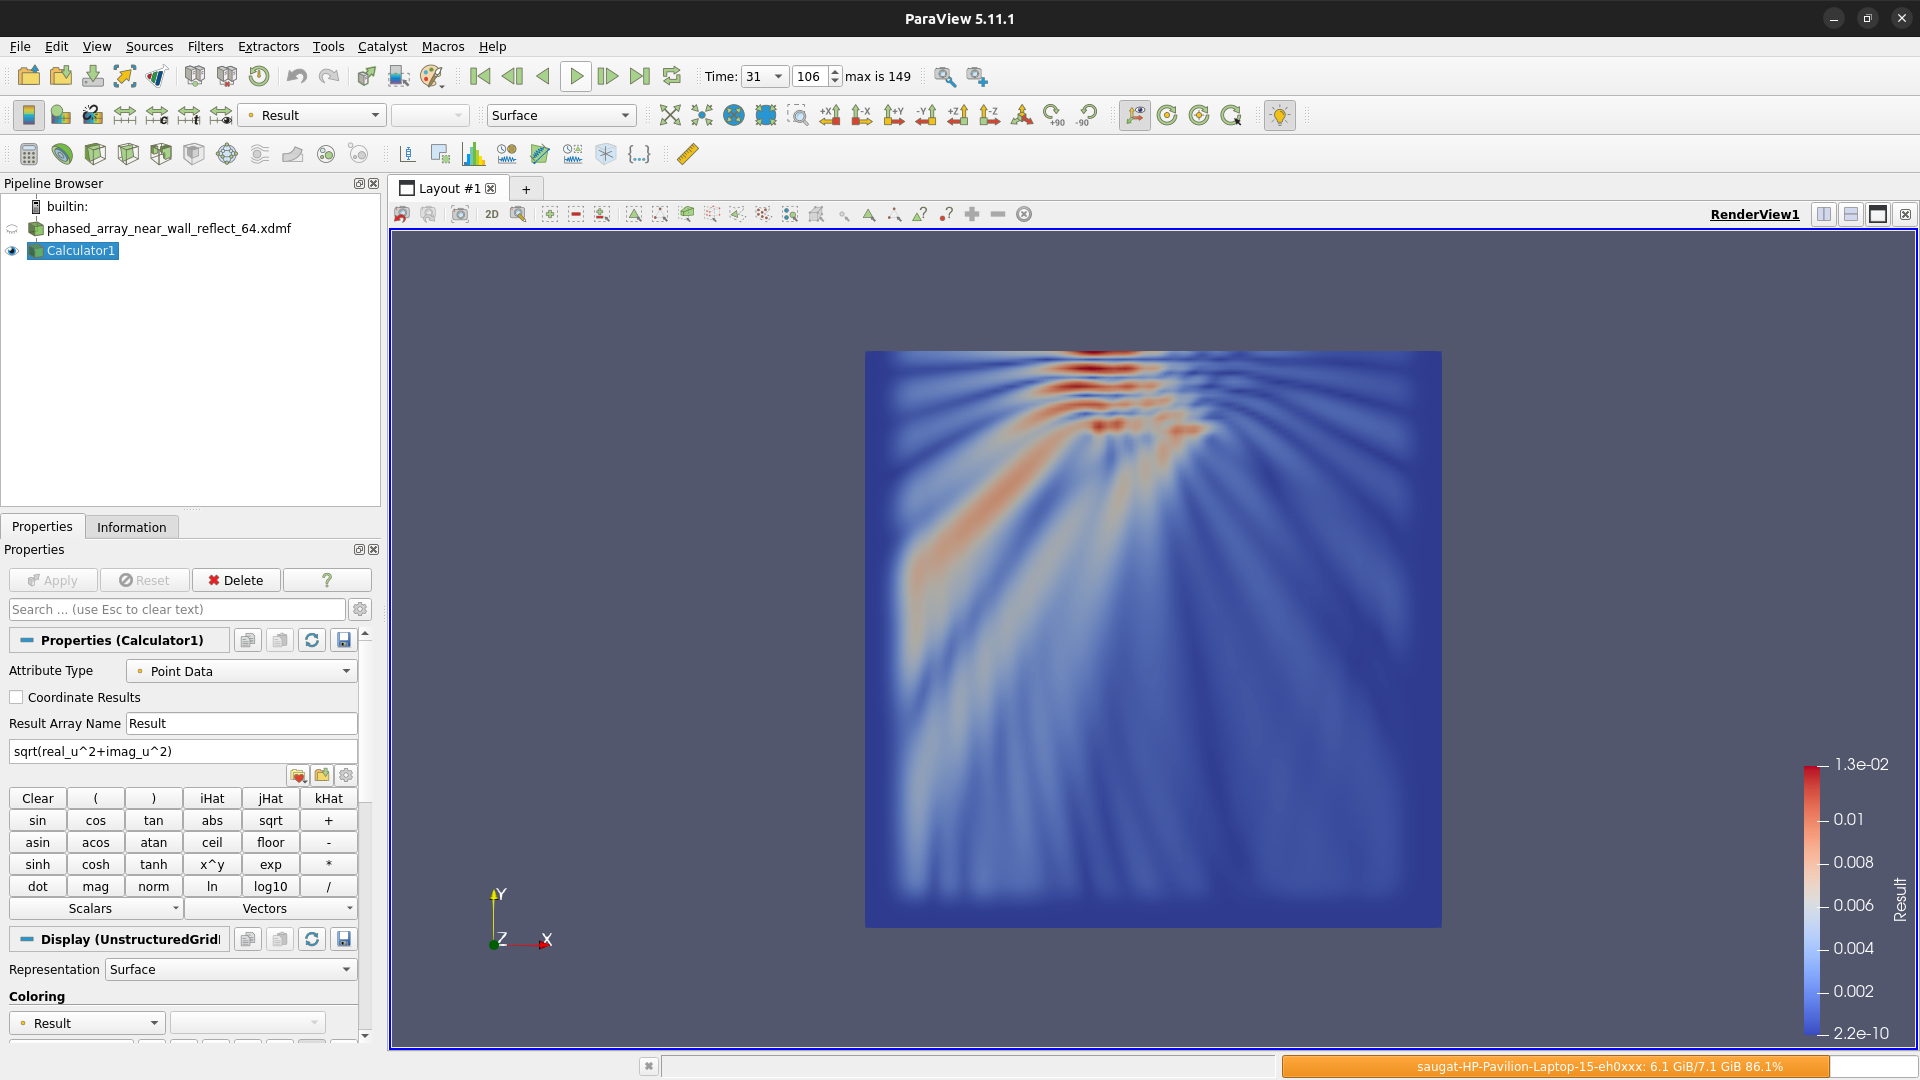 ParaView 5.11.1
File Edit View Sources Filters Extractors Tools Catalyst Macros Help
Time: 31 106 max is 149
Result Surface +X -X +Y -Y +Z -Z +90 -90
Pipeline Browser
builtin:
phased_array_near_wall_reflect_64.xdmf
Calculator1
Layout #1 +
2D
RenderView1
Properties Information
Properties
Apply Reset Delete ?
Search ... (use Esc to clear text)
Properties (Calculator1)
Attribute Type Point Data
Coordinate Results
Result Array Name Result
sqrt(real_u^2+imag_u^2)
Clear ( ) iHat jHat kHat
sin cos tan abs sqrt +
asin acos atan ceil floor -
sinh cosh tanh x^y exp *
dot mag norm ln log10 /
Scalars Vectors
Display (UnstructuredGrid
Representation Surface
Coloring
Result
Y
Z X
1.3e-02
0.01
0.008
0.006
0.004
0.002
2.2e-10
Result
saugat-HP-Pavilion-Laptop-15-eh0xxx: 6.1 GiB/7.1 GiB 86.1%